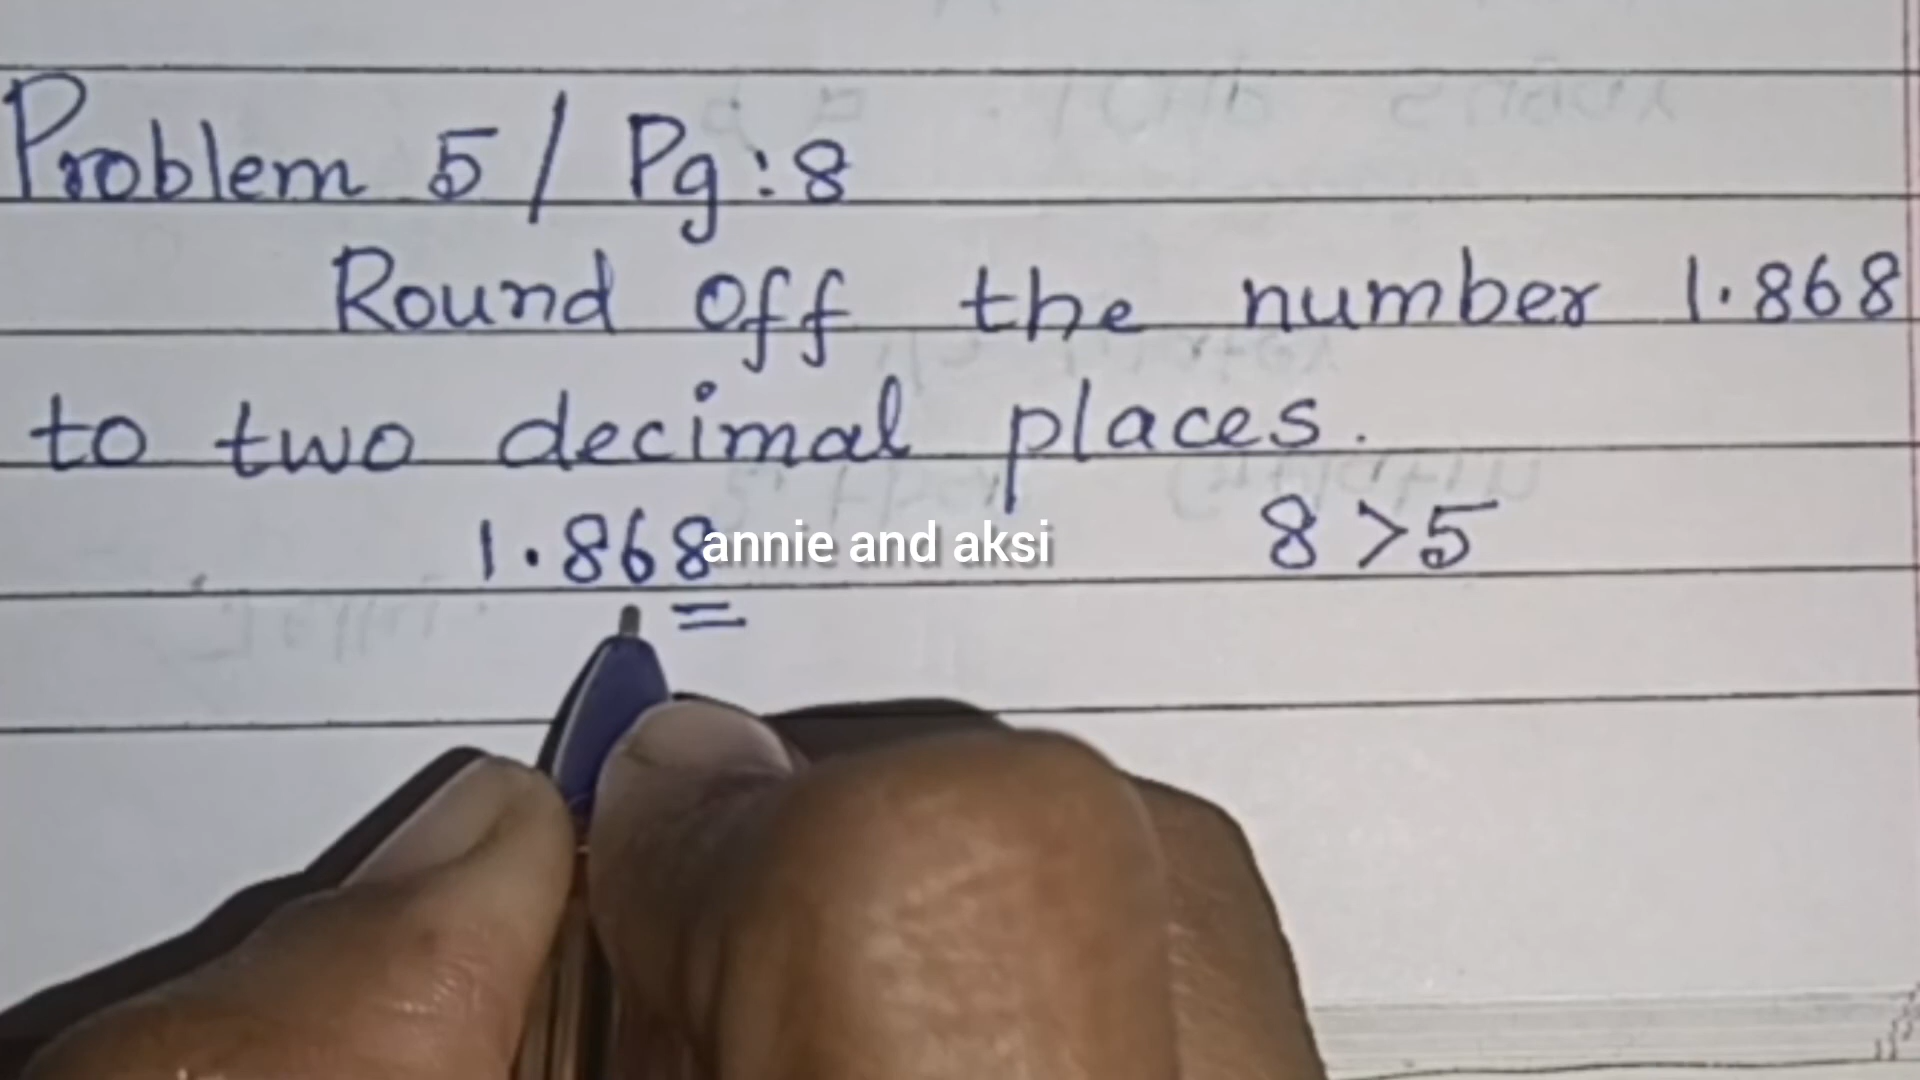 Problem 5 / Pg:8
Round off the number 1.868
to two decimal places.
1.868 8 > 5
annie and aksi